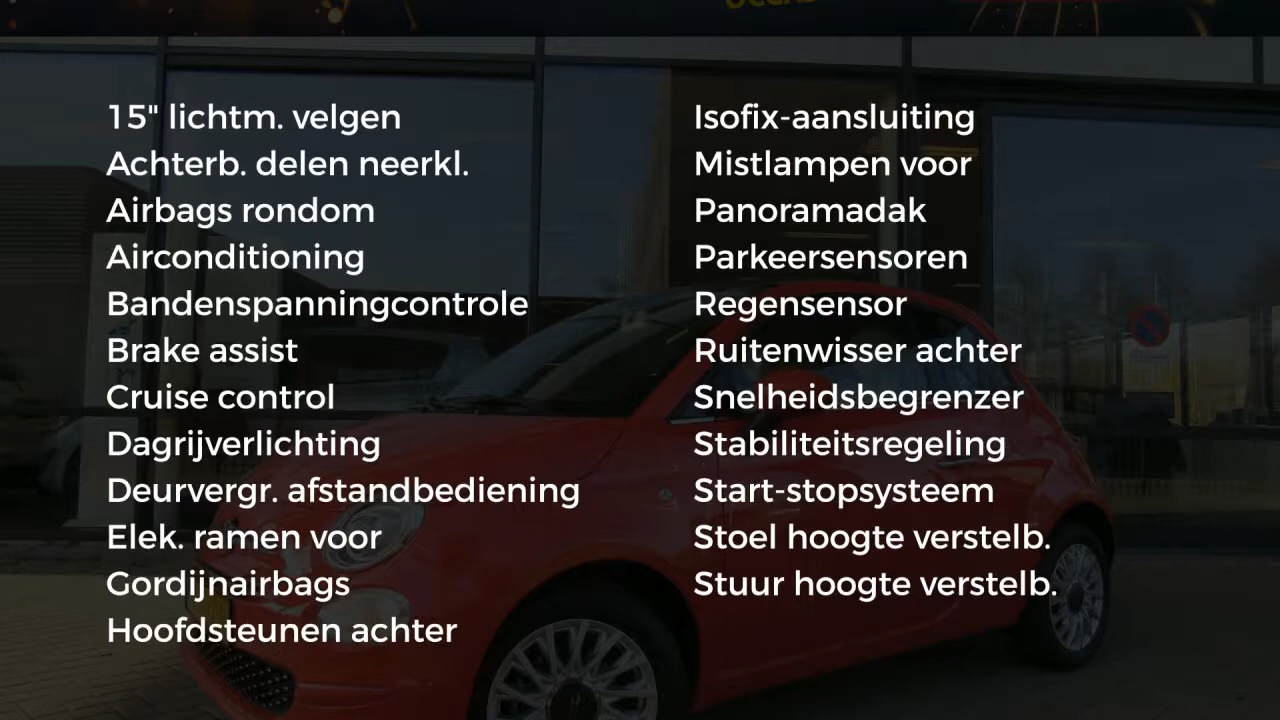 15" lichtm. velgen
Achterb. delen neerkl.
Airbags rondom
Airconditioning
Bandenspanningcontrole
Brake assist
Cruise control
Dagrijverlichting
Deurvergr. afstandbediening
Elek. ramen voor
Gordijnairbags
Hoofdsteunen achter
Isofix-aansluiting
Mistlampen voor
Panoramadak
Parkeersensoren
Regensensor
Ruitenwisser achter
Snelheidsbegrenzer
Stabiliteitsregeling
Start-stopsysteem
Stoel hoogte verstelb.
Stuur hoogte verstelb.